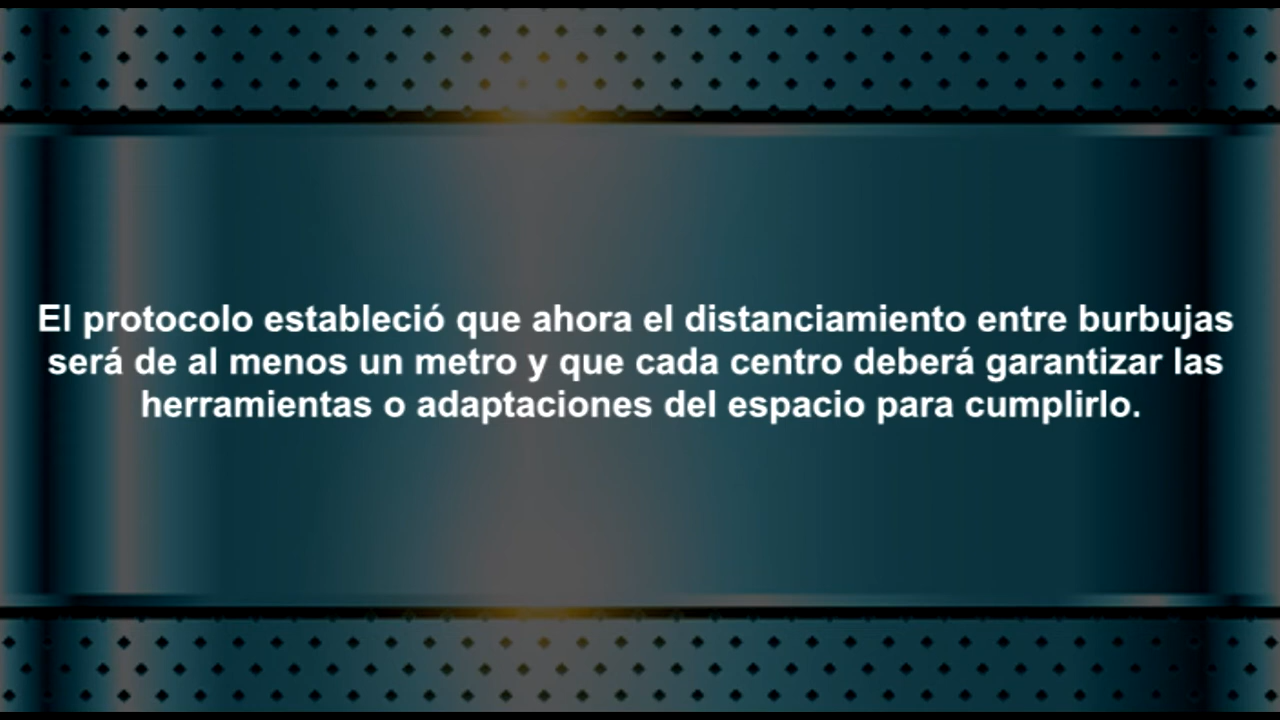 El protocolo estableció que ahora el distanciamiento entre burbujas
será de al menos un metro y que cada centro deberá garantizar las
herramientas o adaptaciones del espacio para cumplirlo.